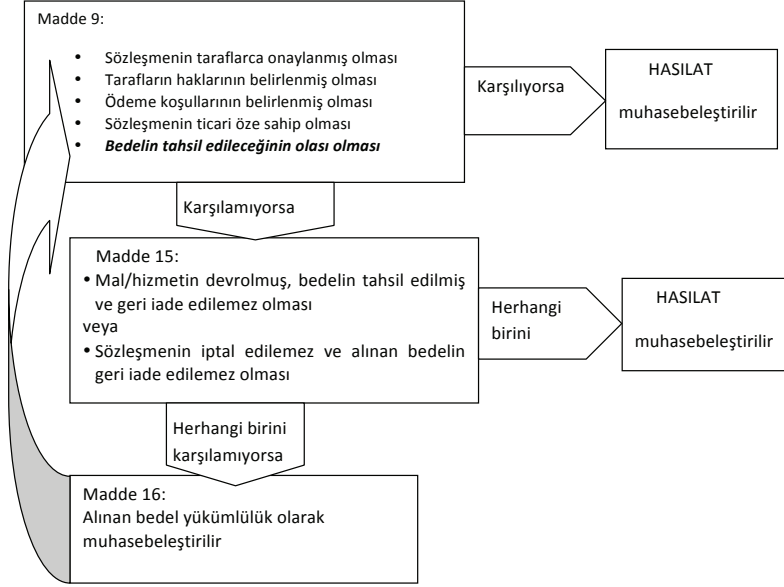 Madde 9:
• Sözleşmenin taraflarca onaylanmış olması
• Tarafların haklarının belirlenmiş olması
• Ödeme koşullarının belirlenmiş olması
• Sözleşmenin ticari öze sahip olması
• Bedelin tahsil edileceğinin olası olması
Karşılıyorsa
HASILAT
muhasebeleştirilir
Karşılamıyorsa
Madde 15:
• Mal/hizmetin devrolmuş, bedelin tahsil edilmiş
ve geri iade edilemez olması
veya
• Sözleşmenin iptal edilemez ve alınan bedelin
geri iade edilemez olması
Herhangi
birini
HASILAT
muhasebeleştirilir
Herhangi birini
karşılamıyorsa
Madde 16:
Alınan bedel yükümlülük olarak
muhasebeleştirilir